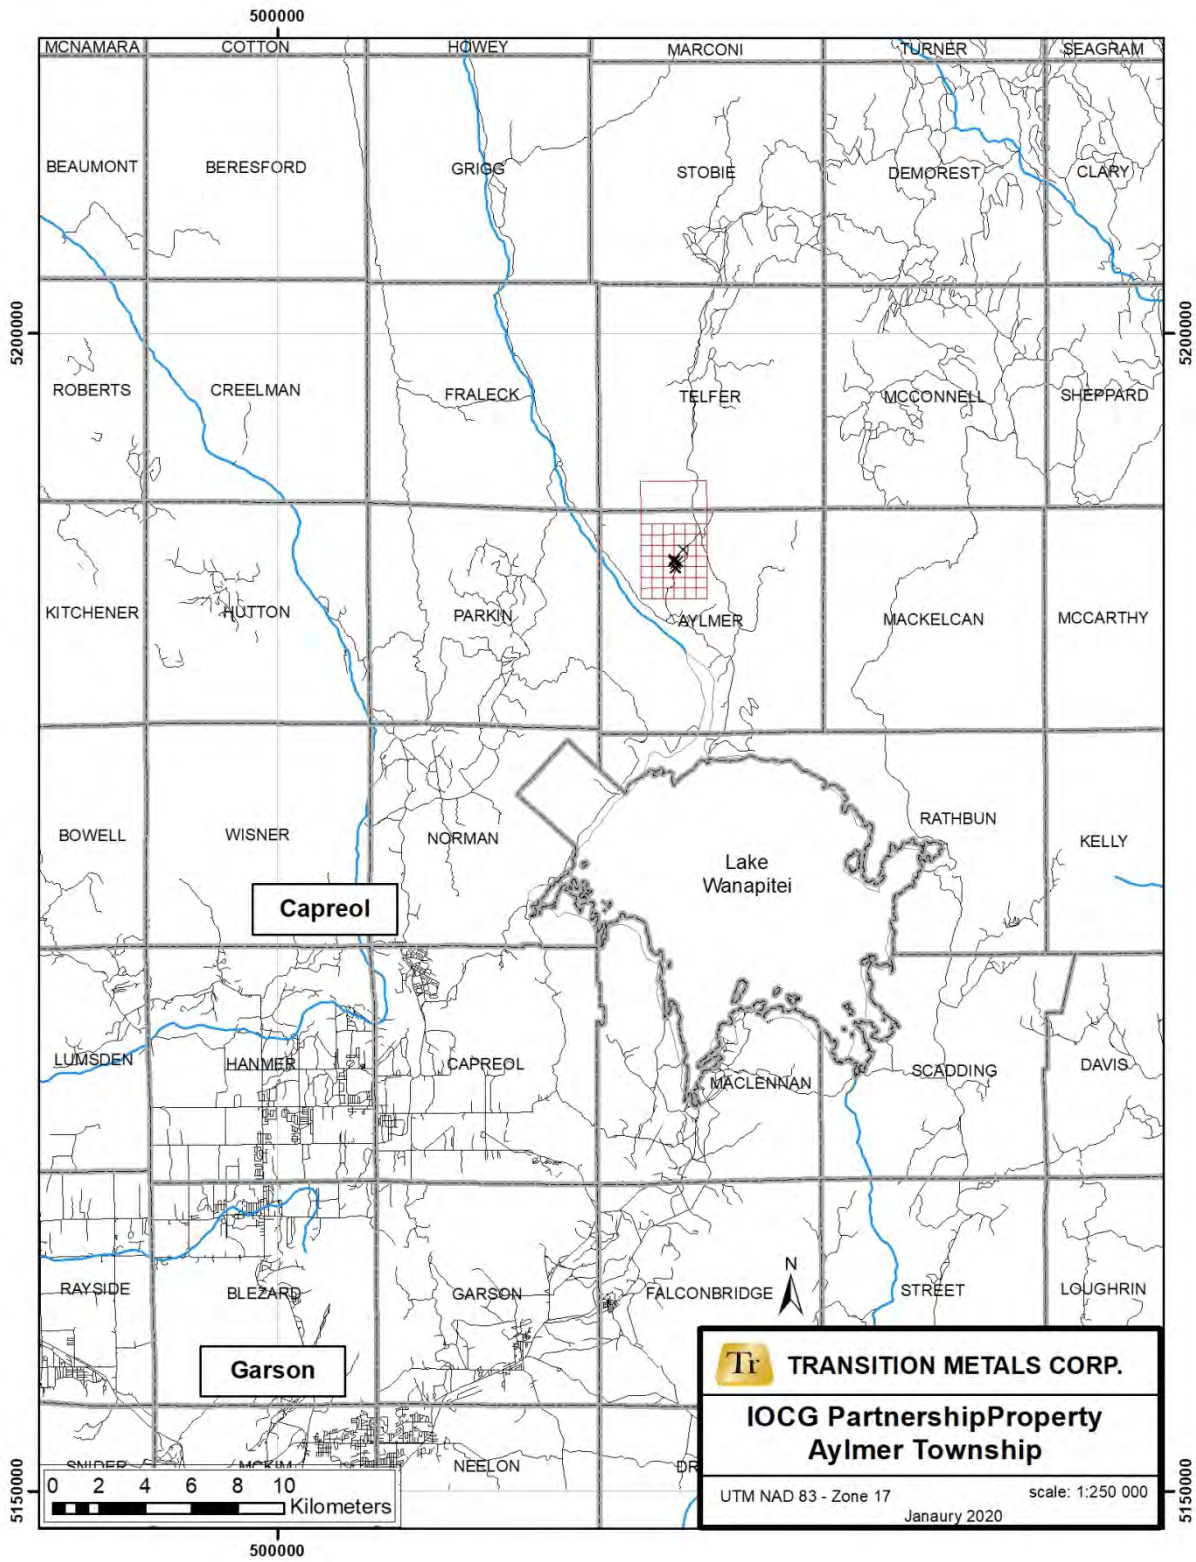 500000
MCNAMARA COTTON HOWEY MARCONI TURNER SEAGRAM
BEAUMONT BERESFORD GRIGG STOBIE DEMOREST CLARY
5200000 5200000
ROBERTS CREELMAN FRALECK TELFER MCCONNELL SHEPPARD
KITCHENER HUTTON PARKIN AYLMER MACKELCAN MCCARTHY
BOWELL WISNER NORMAN RATHBUN KELLY
Lake
Wanapitei
Capreol
LUMSDEN HANMER CAPREOL MACLENNAN SCADDING DAVIS
RAYSIDE BLEZARD GARSON FALCONBRIDGE STREET LOUGHRIN
N
Garson
Tr TRANSITION METALS CORP.
IOCG PartnershipProperty
Aylmer Township
SNIDER MCKIM NEELON DR
0 2 4 6 8 10
Kilometers
UTM NAD 83 - Zone 17 scale: 1:250 000
Janaury 2020
5150000 5150000
500000